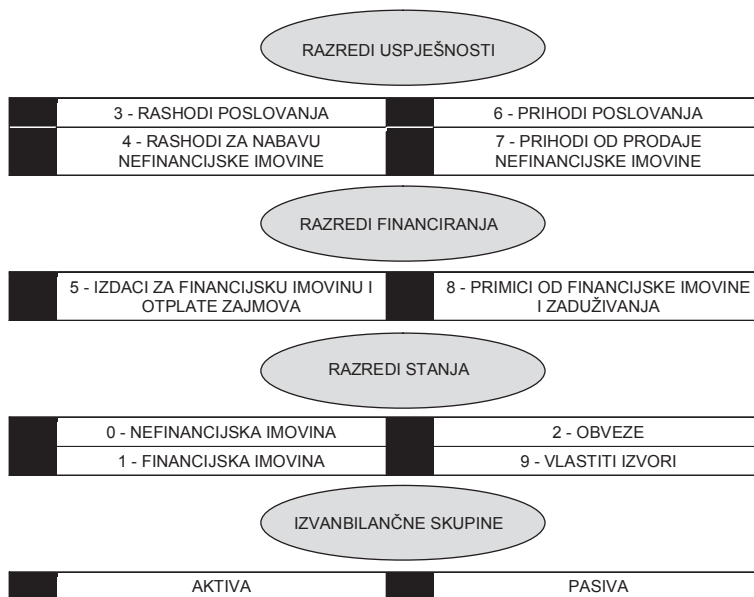 RAZREDI USPJEŠNOSTI
3 - RASHODI POSLOVANJA
6 - PRIHODI POSLOVANJA
4 - RASHODI ZA NABAVU
NEFINANCIJSKE IMOVINE
7 - PRIHODI OD PRODAJE
NEFINANCIJSKE IMOVINE
RAZREDI FINANCIRANJA
5 - IZDACI ZA FINANCIJSKU IMOVINU I
OTPLATE ZAJMOVA
8 - PRIMICI OD FINANCIJSKE IMOVINE
I ZADUŽIVANJA
RAZREDI STANJA
0 - NEFINANCIJSKA IMOVINA
2 - OBVEZE
1 - FINANCIJSKA IMOVINA
9 - VLASTITI IZVORI
IZVANBILANČNE SKUPINE
AKTIVA
PASIVA